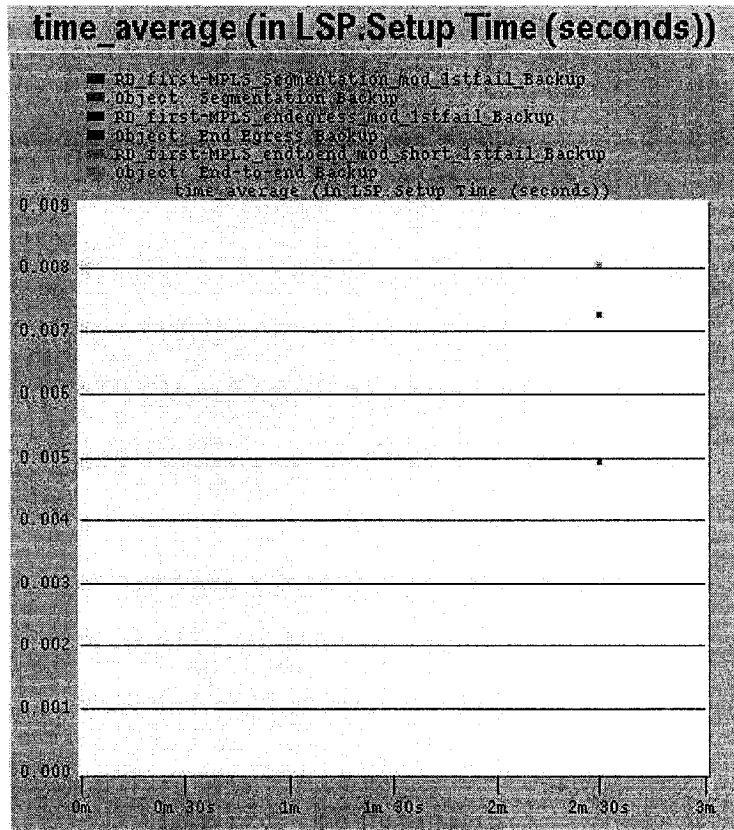 time_average (in LSP.Setup Time (seconds))
RD_first-MPLS_Segmentation_mod_1stfail_Backup
Object: Segmentation Backup
RD_first-MPLS_endegress_mod_1stfail_Backup
Object: End Egress Backup
RD_first-MPLS_endtoend_mod_short_1stfail_Backup
Object: End-to-end Backup
time_average (in LSP.Setup Time (seconds))
0.009
0.008
0.007
0.006
0.005
0.004
0.003
0.002
0.001
0.000
0m 0m 30s 1m 1m 30s 2m 2m 30s 3m